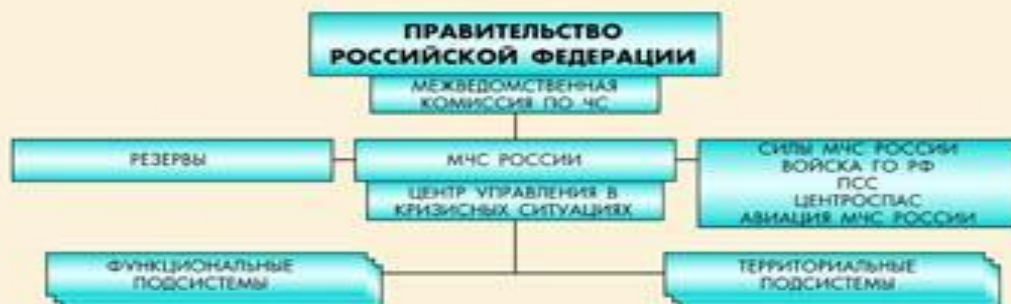 ПРАВИТЕЛЬСТВО
РОССИЙСКОЙ ФЕДЕРАЦИИ
МЕЖВЕДОМСТВЕННАЯ
КОМИССИЯ ПО ЧС
РЕЗЕРВЫ
МЧС РОССИИ
СИЛЫ МЧС РОССИИ
ВОЙСКА ГО РФ
ПСС
ЦЕНТРОСПАС
АВИАЦИЯ МЧС РОССИИ
ЦЕНТР УПРАВЛЕНИЯ В
КРИЗИСНЫХ СИТУАЦИЯХ
ФУНКЦИОНАЛЬНЫЕ
ПОДСИСТЕМЫ
ТЕРРИТОРИАЛЬНЫЕ
ПОДСИСТЕМЫ